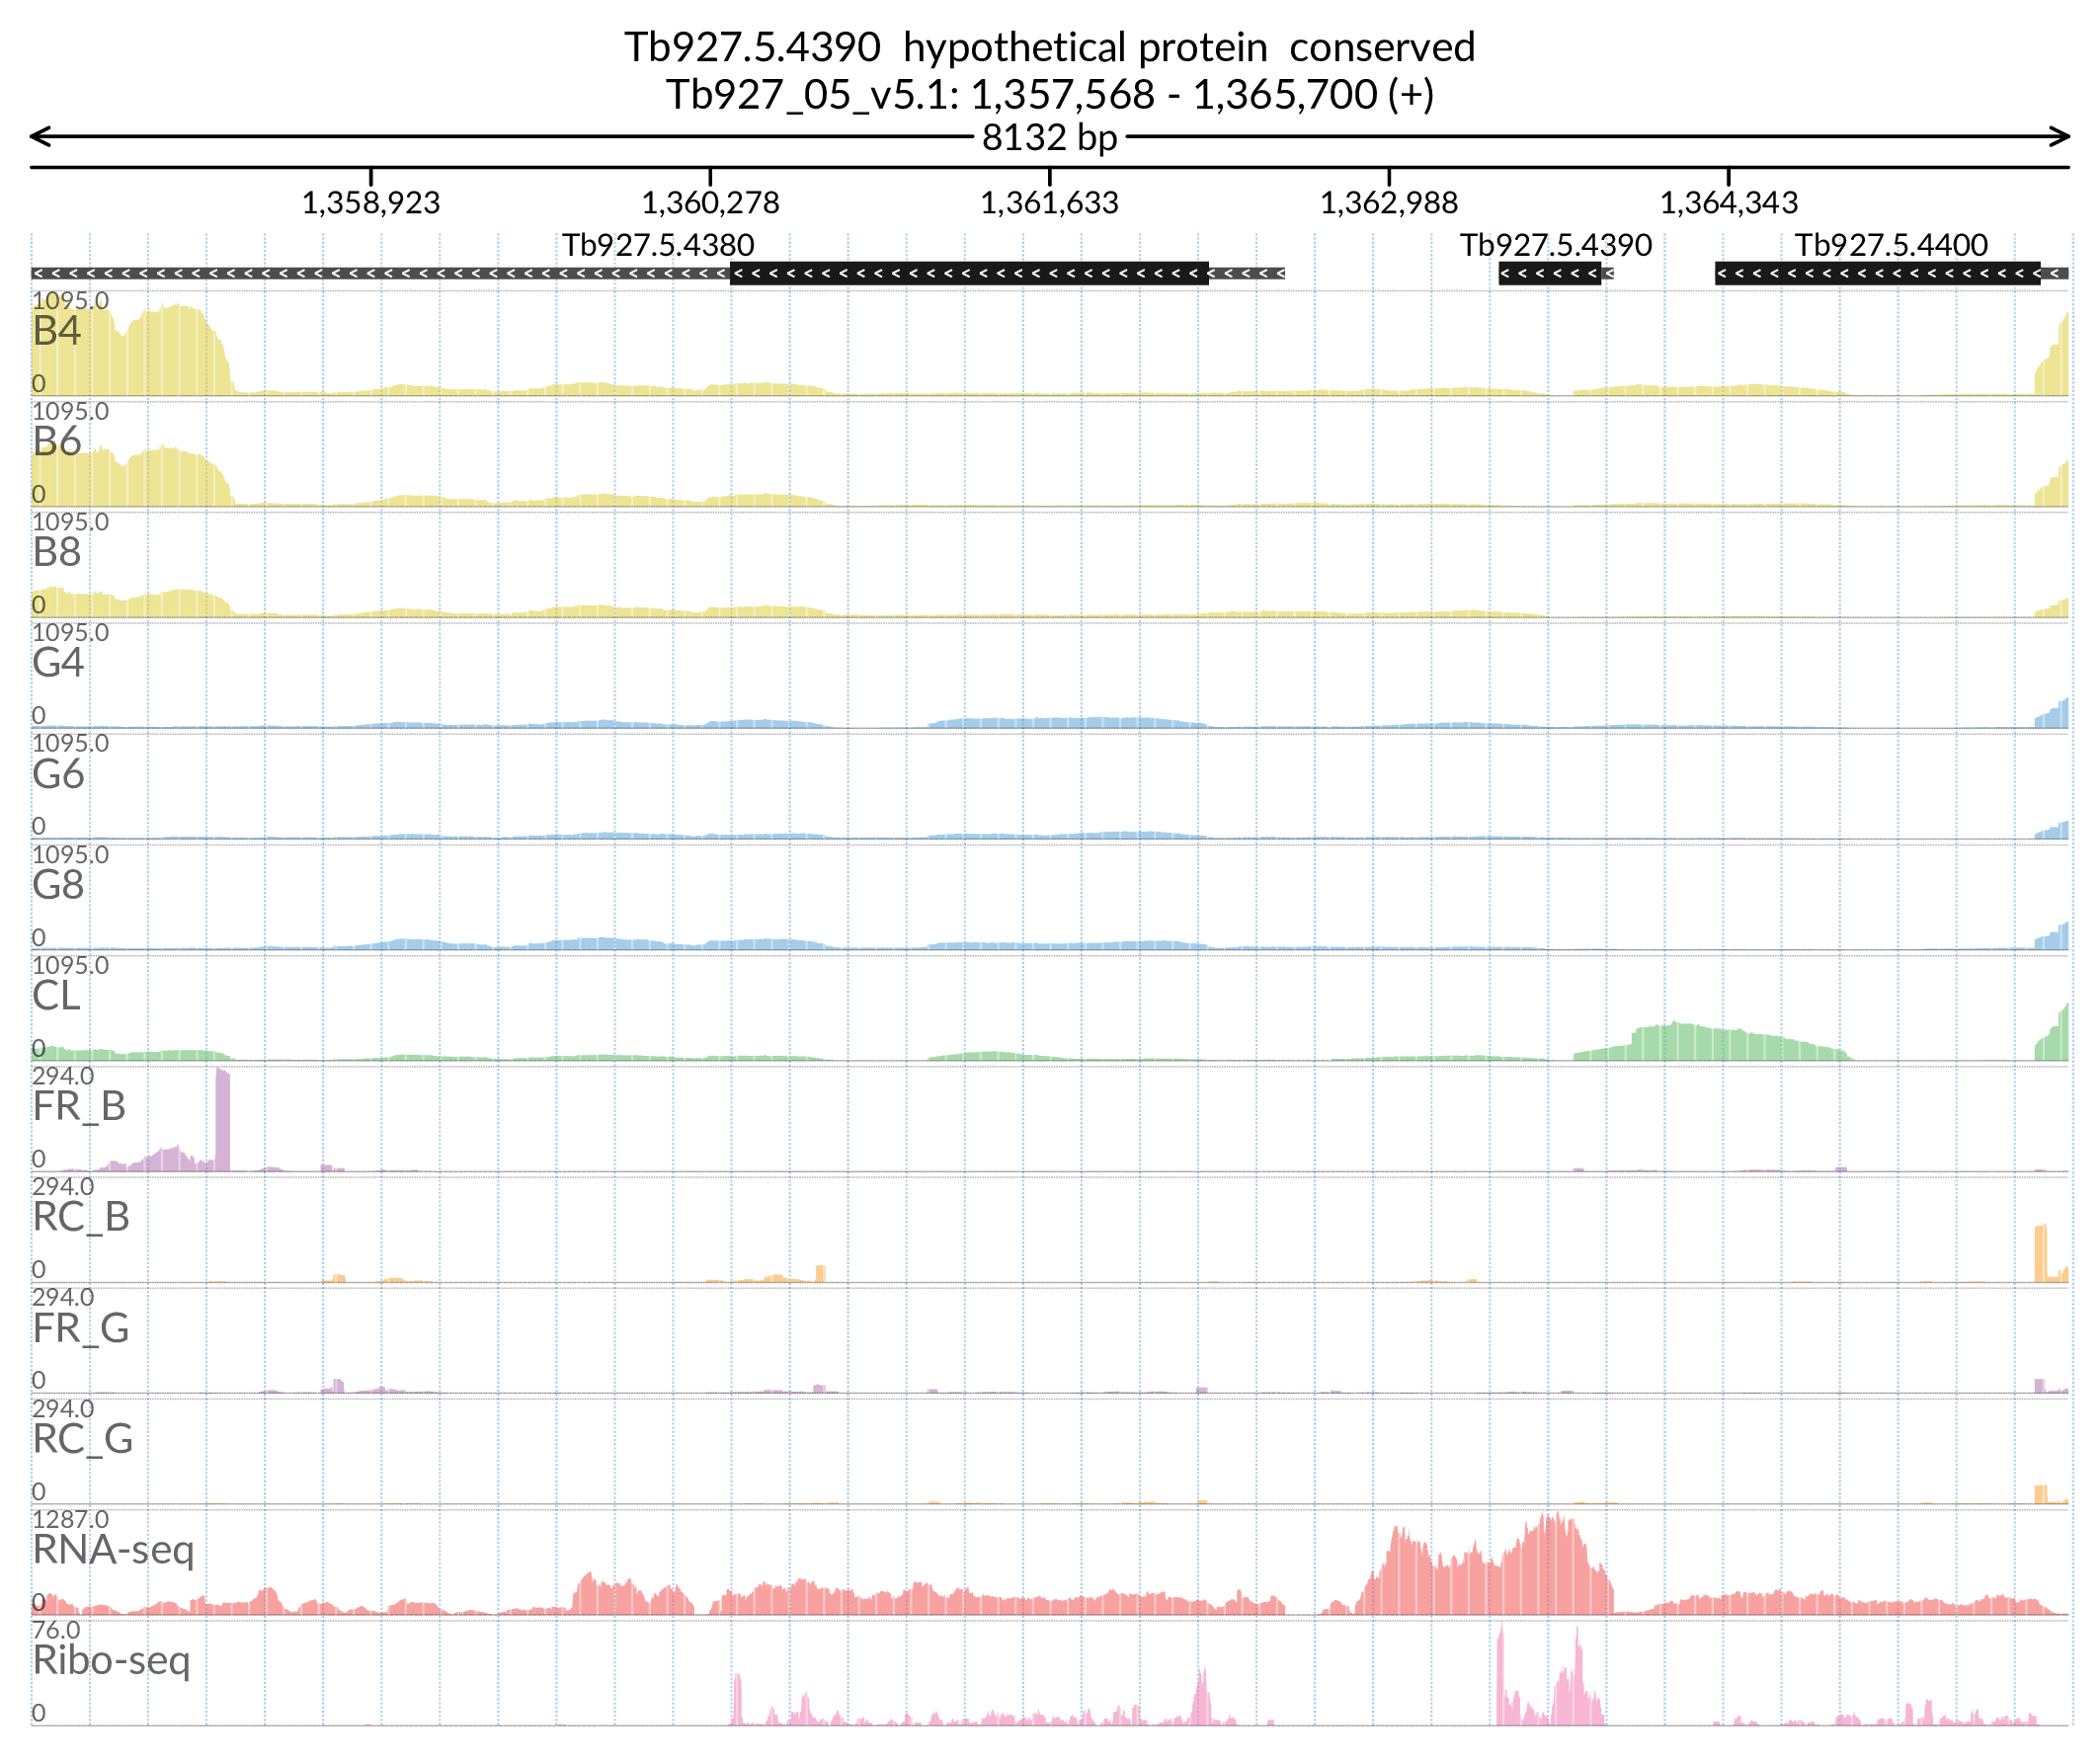 Tb927.5.4390  hypothetical protein  conserved
Tb927_05_v5.1: 1,357,568 - 1,365,700 (+)
8132 bp
1,358,923 1,360,278 1,361,633 1,362,988 1,364,343
Tb927.5.4380 Tb927.5.4390 Tb927.5.4400
1095.0
B4
0
1095.0
B6
0
1095.0
B8
0
1095.0
G4
0
1095.0
G6
0
1095.0
G8
0
1095.0
CL
0
294.0
FR_B
0
294.0
RC_B
0
294.0
FR_G
0
294.0
RC_G
0
1287.0
RNA-seq
0
76.0
Ribo-seq
0